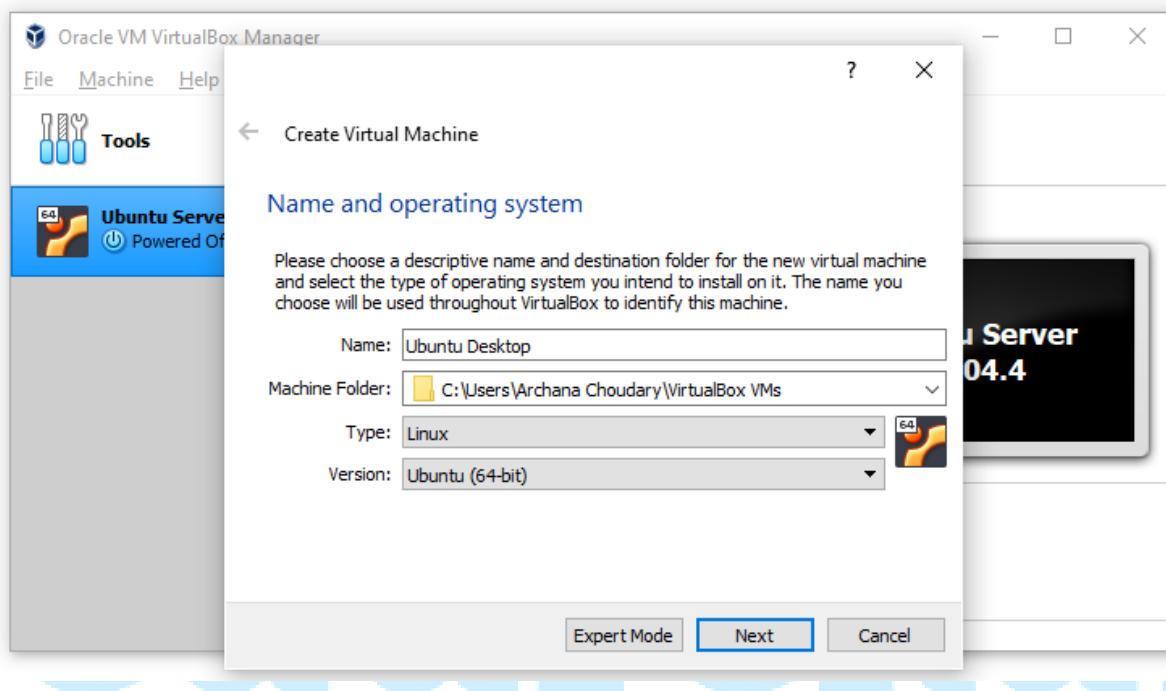 Oracle VM VirtualBox Manager
File Machine Help
?
Tools
Create Virtual Machine
Name and operating system
64
Ubuntu Serve
Powered Of
Please choose a descriptive name and destination folder for the new virtual machine
and select the type of operating system you intend to install on it. The name you
choose will be used throughout VirtualBox to identify this machine.
Name: Ubuntu Desktop
Machine Folder: C:\Users\Archana Choudary\VirtualBox VMs
Type: Linux
64
Version: Ubuntu (64-bit)
Server
04.4
Expert Mode Next Cancel